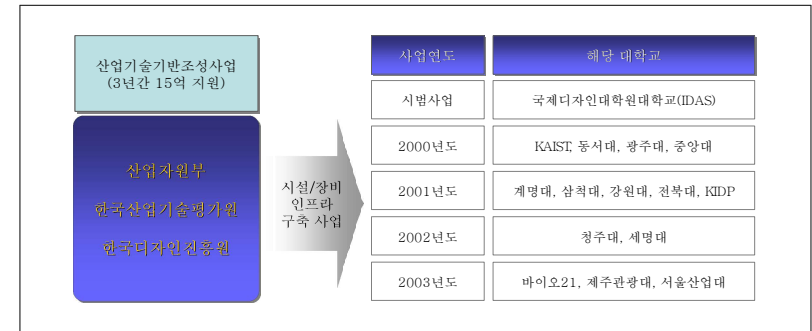 산업기술기반조성사업
(3년간 15억 지원)
산업자원부
한국산업기술평가원
한국디자인진흥원
시설/장비
인프라
구축 사업
사업연도 해당 대학교
시범사업 국제디자인대학원대학교(IDAS)
2000년도 KAIST, 동서대, 광주대, 중앙대
2001년도 계명대, 삼척대, 강원대, 전북대, KIDP
2002년도 청주대, 세명대
2003년도 바이오21, 제주관광대, 서울산업대